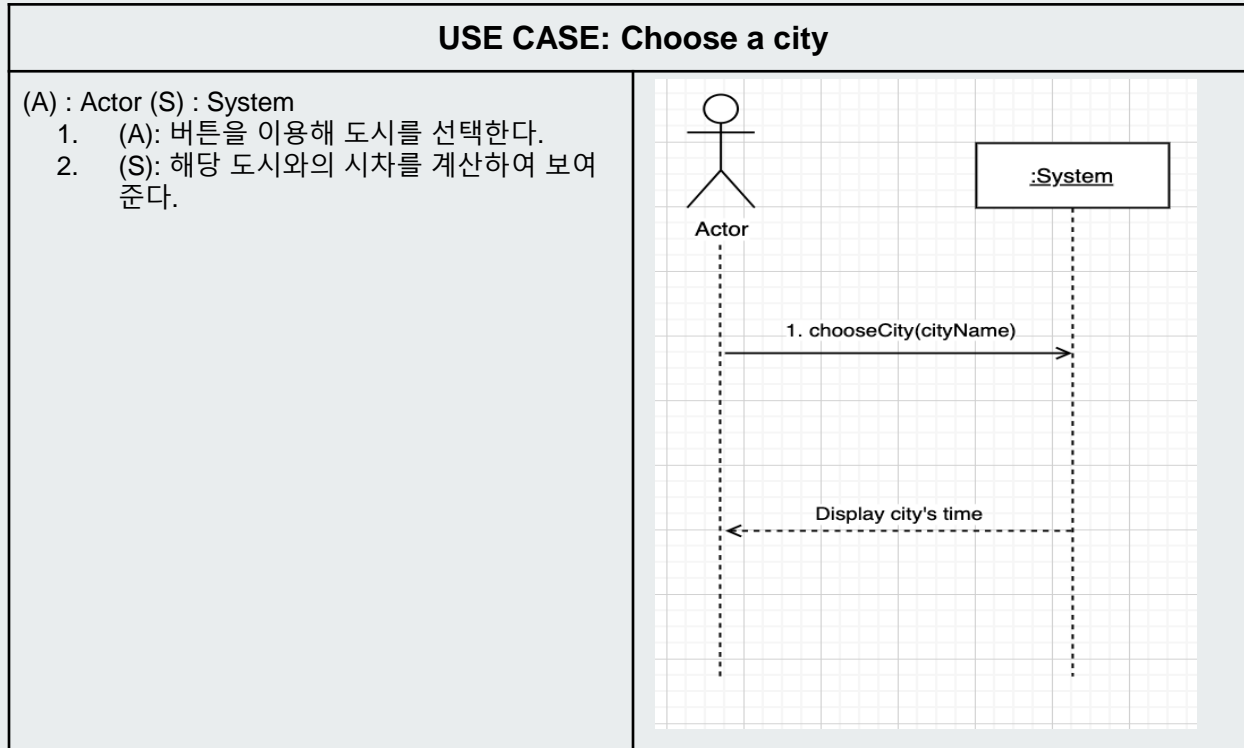 USE CASE: Choose a city
(A) : Actor (S) : System
1. (A): 버튼을 이용해 도시를 선택한다.
2. (S): 해당 도시와의 시차를 계산하여 보여
준다.
:System
Actor
1. chooseCity(cityName)
Display city's time